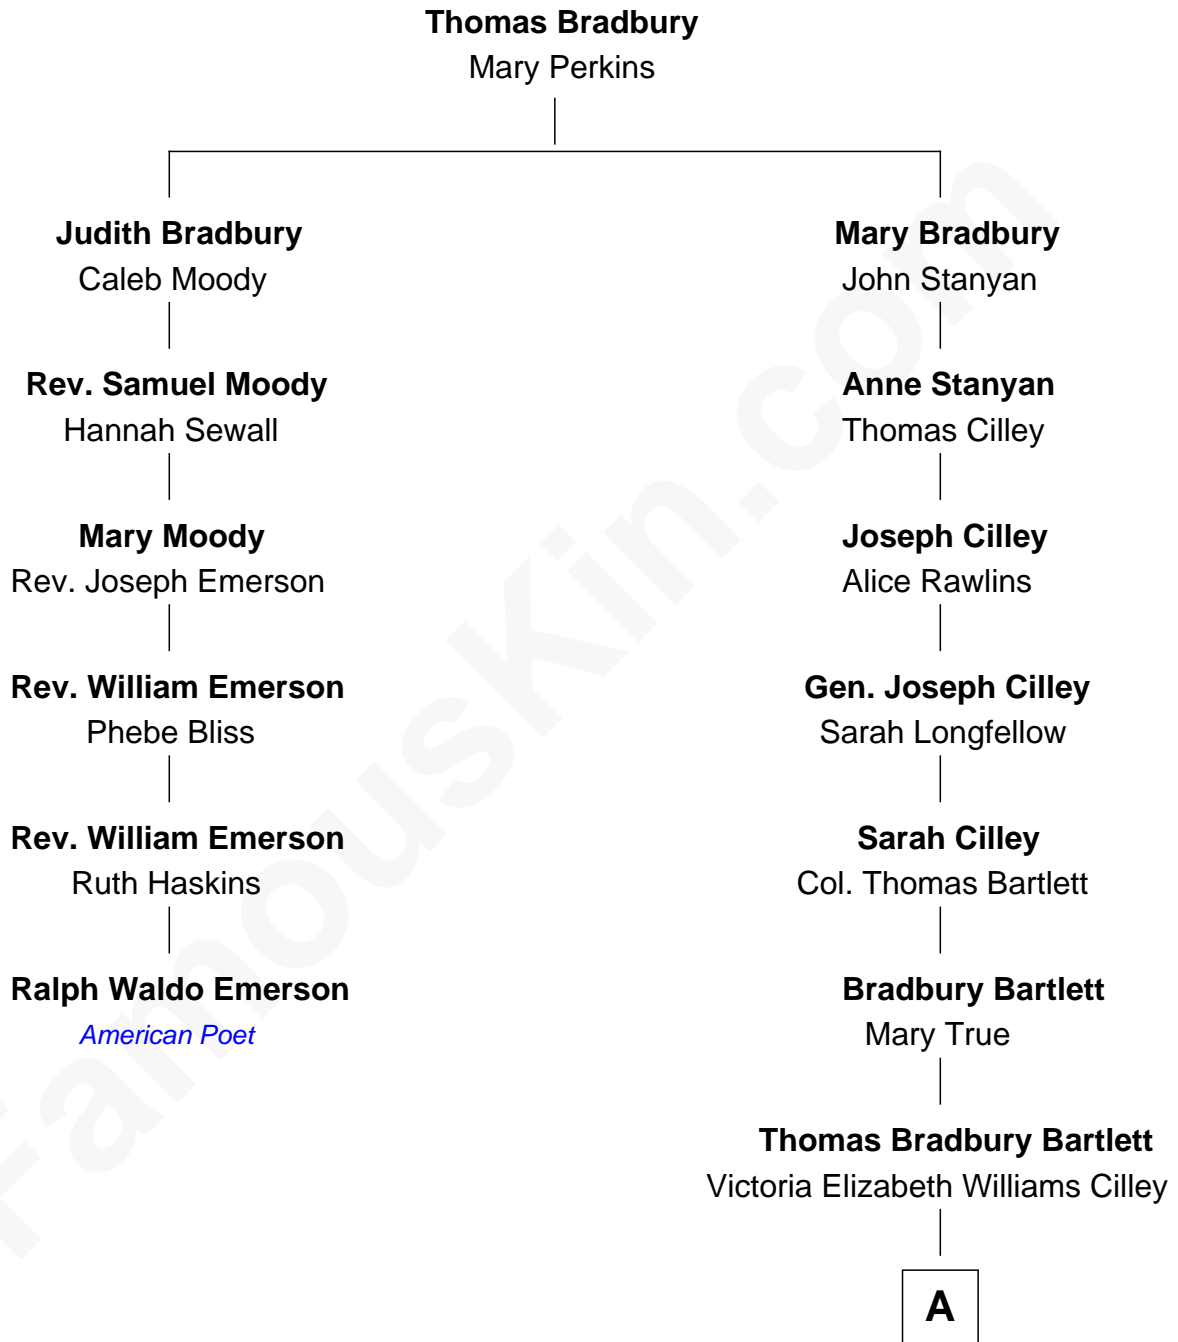 Thomas Bradbury
Mary Perkins
Judith Bradbury
Caleb Moody
Rev. Samuel Moody
Hannah Sewall
Mary Moody
Rev. Joseph Emerson
Rev. William Emerson
Phebe Bliss
Rev. William Emerson
Ruth Haskins
Ralph Waldo Emerson
American Poet
Mary Bradbury
John Stanyan
Anne Stanyan
Thomas Cilley
Joseph Cilley
Alice Rawlins
Gen. Joseph Cilley
Sarah Longfellow
Sarah Cilley
Col. Thomas Bartlett
Bradbury Bartlett
Mary True
Thomas Bradbury Bartlett
Victoria Elizabeth Williams Cilley
A
FamousKin.com